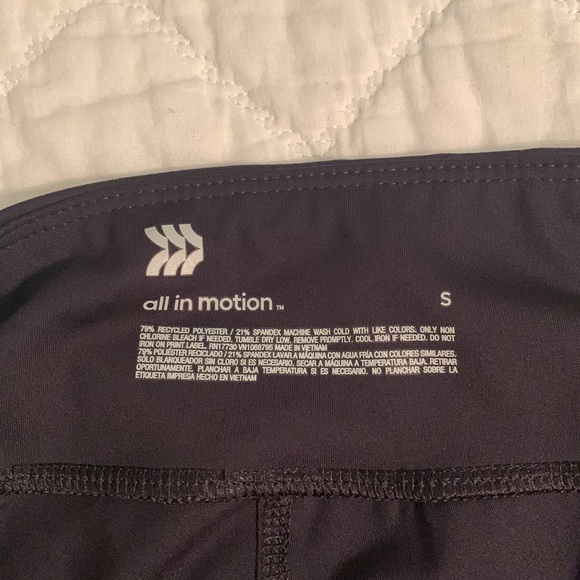 all in motion™
S
79% RECYCLED POLYESTER / 21% SPANDEX MACHINE WASH COLD WITH LIKE COLORS. ONLY NON
CHLORINE BLEACH IF NEEDED. TUMBLE DRY LOW, REMOVE PROMPTLY. COOL IRON IF NEEDED. DO NOT
IRON ON PRINT LABEL. RN17730 VN1085795 MADE IN VIETNAM
79% POLIÉSTER RECICLADO / 21% SPANDEX LAVAR A MÁQUINA CON AGUA FRÍA CON COLORES SIMILARES.
SÓLO BLANQUEADOR SIN CLORO SI ES NECESARIO. SECAR A MÁQUINA A TEMPERATURA BAJA. RETIRAR
OPORTUNAMENTE. PLANCHAR A BAJA TEMPERATURA SI ES NECESARIO. NO PLANCHAR SOBRE LA
ETIQUETA IMPRESA HECHO EN VIETNAM